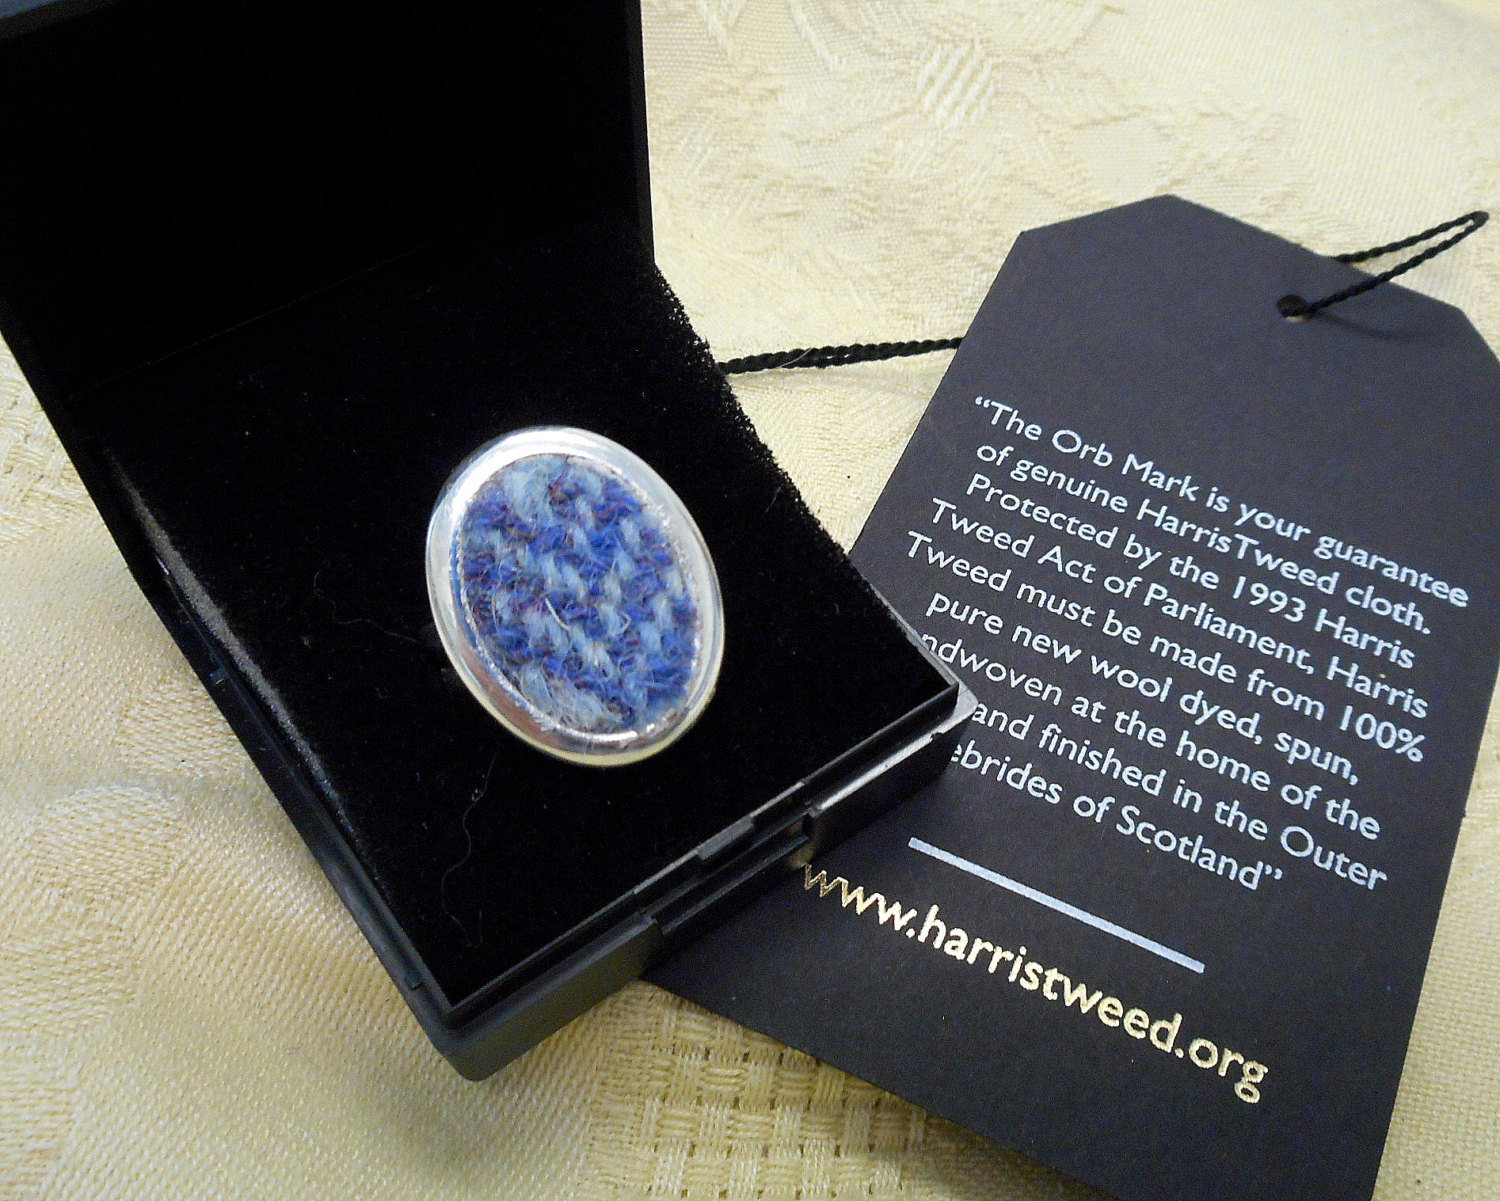 “The Orb Mark is your guarantee
of genuine HarrisTweed cloth.
Protected by the 1993 Harris
Tweed Act of Parliament, Harris
Tweed must be made from 100%
pure new wool dyed, spun,
ndwoven at the home of the
and finished in the Outer
ebrides of Scotland”
www.harristweed.org